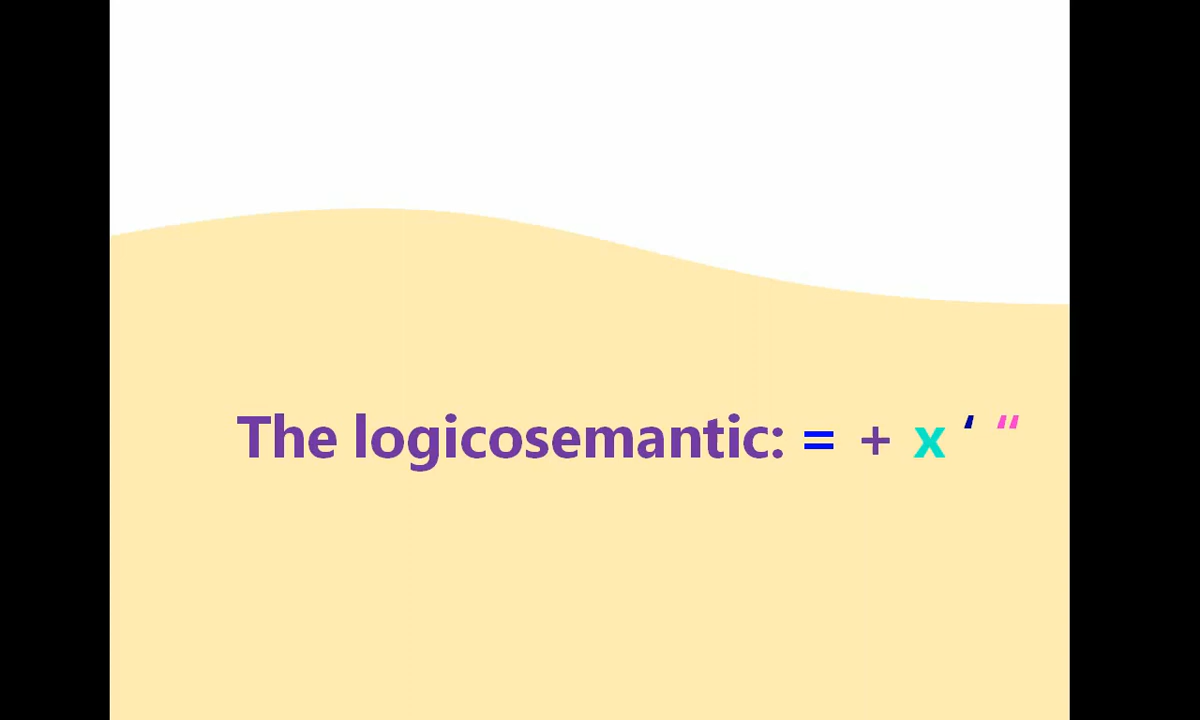 The logicosemantic: = + x ‘ “